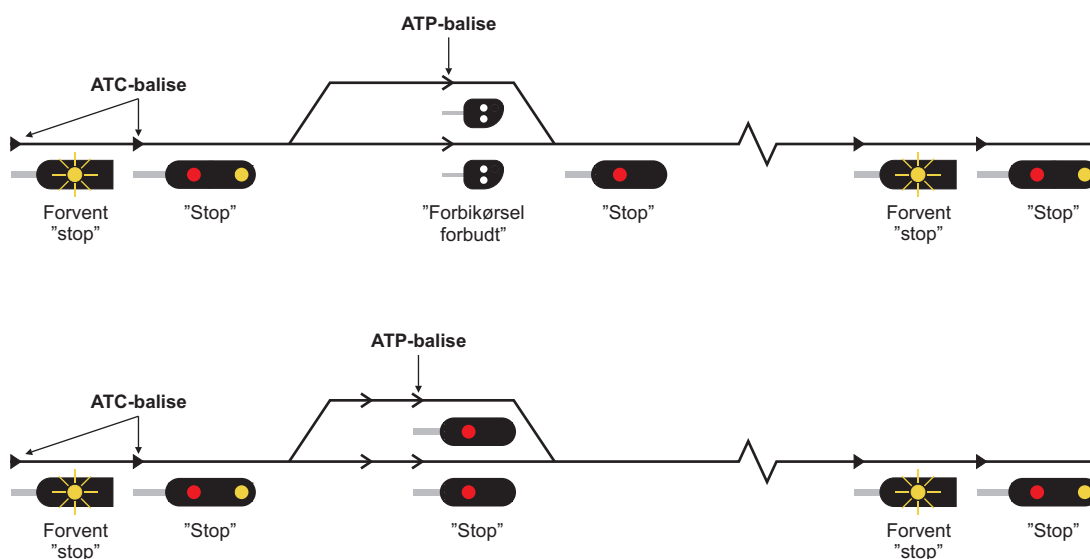 ATP-balise
ATC-balise
Forvent
”stop”
”Stop”
”Forbikørsel
forbudt”
”Stop”
Forvent
”stop”
”Stop”
ATP-balise
ATC-balise
Forvent
”stop”
”Stop”
”Stop”
Forvent
”stop”
”Stop”